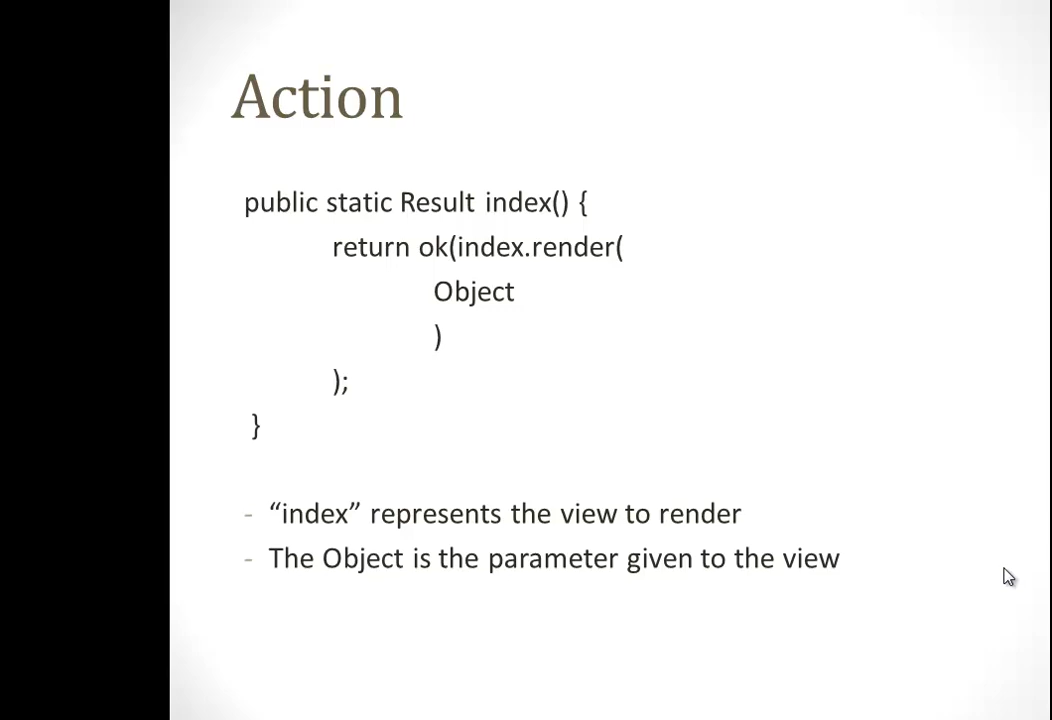 Action
public static Result index() {
return ok(index.render(
Object
)
);
}
- “index” represents the view to render
- The Object is the parameter given to the view